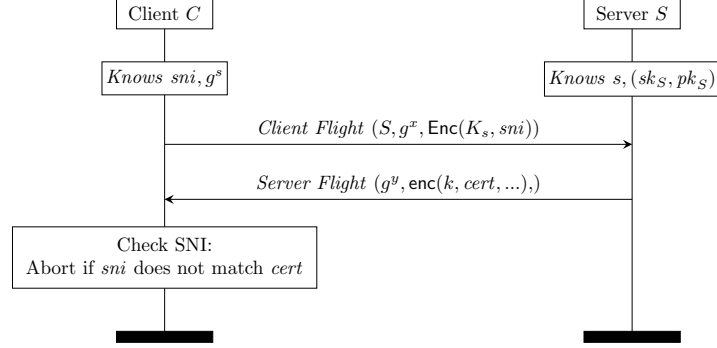 Client C
Server S
Knows sni, g^s
Knows s, (sk_S, pk_S)
Client Flight (S, g^x, Enc(K_s, sni))
Server Flight (g^y, enc(k, cert, ...),)
Check SNI:
Abort if sni does not match cert